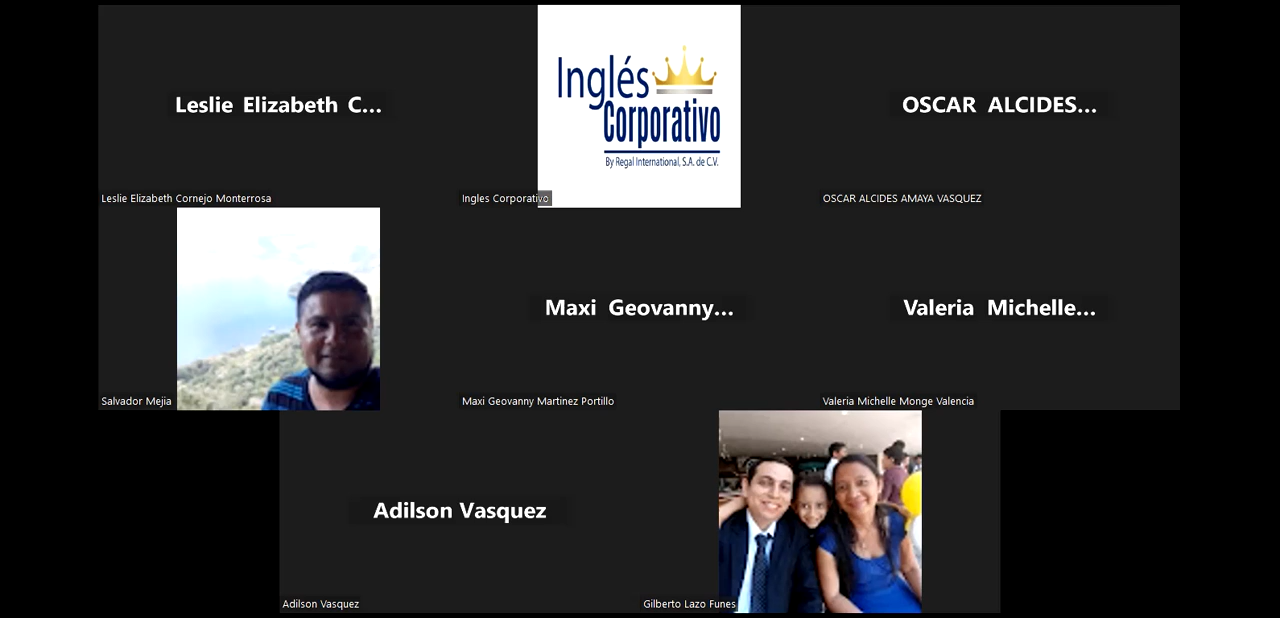 Leslie Elizabeth C...
Inglés
Corporativo
By Regal International, S.A. de C.V.
OSCAR ALCIDES...
Leslie Elizabeth Cornejo Monterrosa
Ingles Corporativo
OSCAR ALCIDES AMAYA VASQUEZ
Maxi Geovanny...
Valeria Michelle...
Salvador Mejia
Maxi Geovanny Martinez Portillo
Valeria Michelle Monge Valencia
Adilson Vasquez
Adilson Vasquez
Gilberto Lazo Funes